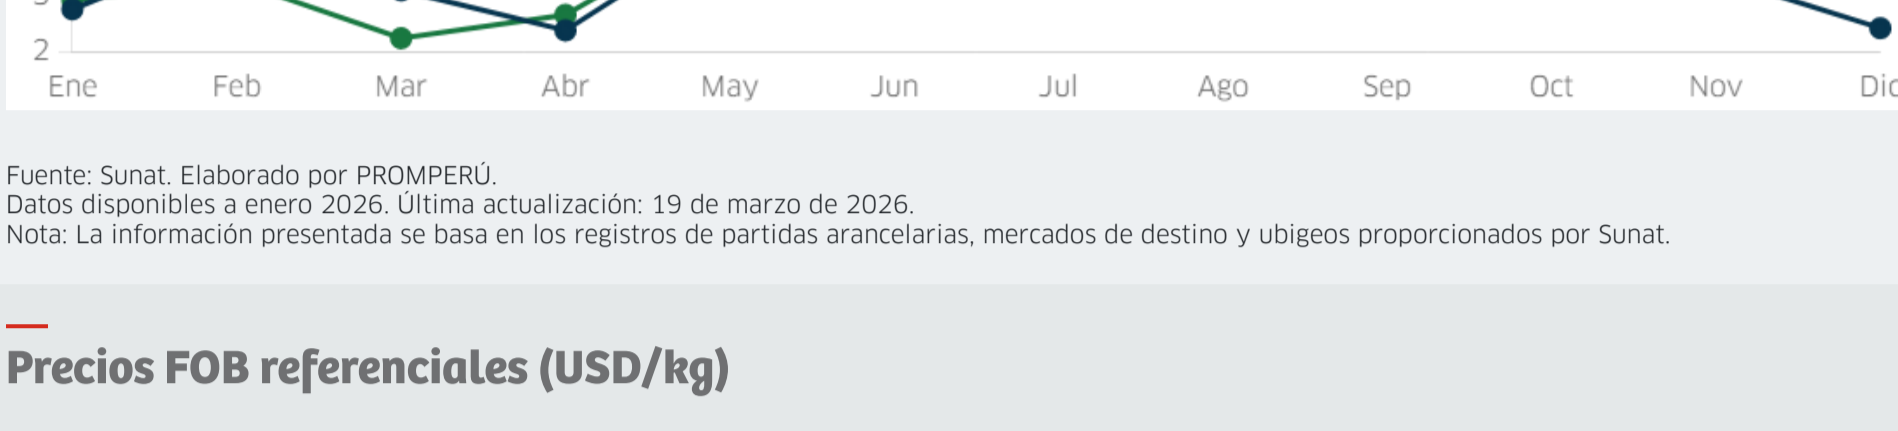 2
Ene Feb Mar Abr May Jun Jul Ago Sep Oct Nov Dic
Fuente: Sunat. Elaborado por PROMPERÚ.
Datos disponibles a enero 2026. Última actualización: 19 de marzo de 2026.
Nota: La información presentada se basa en los registros de partidas arancelarias, mercados de destino y ubigeos proporcionados por Sunat.
Precios FOB referenciales (USD/kg)